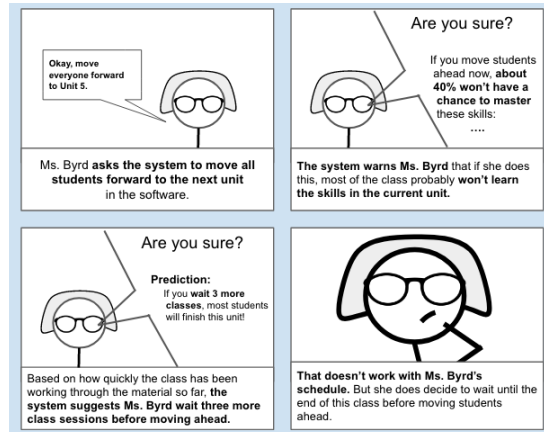 Okay, move
everyone forward
to Unit 5.
Ms. Byrd asks the system to move all
students forward to the next unit
in the software.
Are you sure?
If you move students
ahead now, about
40% won't have a
chance to master
these skills:
....
The system warns Ms. Byrd that if she does
this, most of the class probably won't learn
the skills in the current unit.
Are you sure?
Prediction:
If you wait 3 more
classes, most students
will finish this unit!
Based on how quickly the class has been
working through the material so far, the
system suggests Ms. Byrd wait three more
class sessions before moving ahead.
That doesn't work with Ms. Byrd's
schedule. But she does decide to wait until the
end of this class before moving students
ahead.